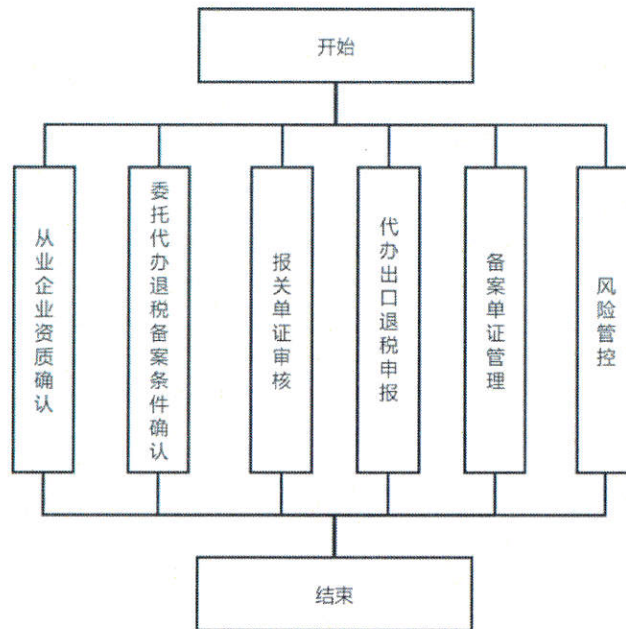 开始
从业企业资质确认
委托代办退税备案条件确认
报关单证审核
代办出口退税申报
备案单证管理
风险管控
结束